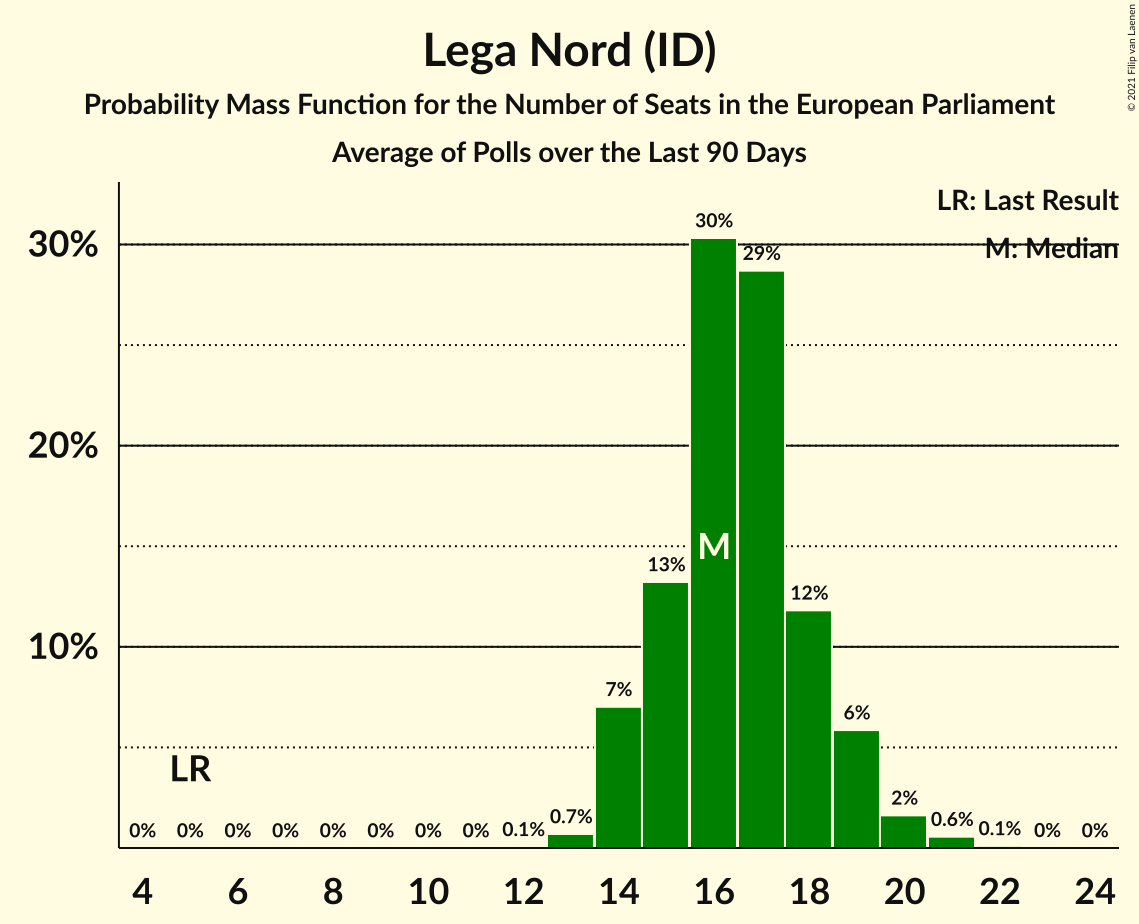 Lega Nord (ID)
Probability Mass Function for the Number of Seats in the European Parliament
Average of Polls over the Last 90 Days
© 2021 Filip van Laenen
LR: Last Result
M: Median
30%
20%
10%
0% 0% 0% 0% 0% 0% 0% 0% 0.1% 0.7% 7% 13% 30% 29% 12% 6% 2% 0.6% 0.1% 0% 0%
LR
M
4 6 8 10 12 14 16 18 20 22 24